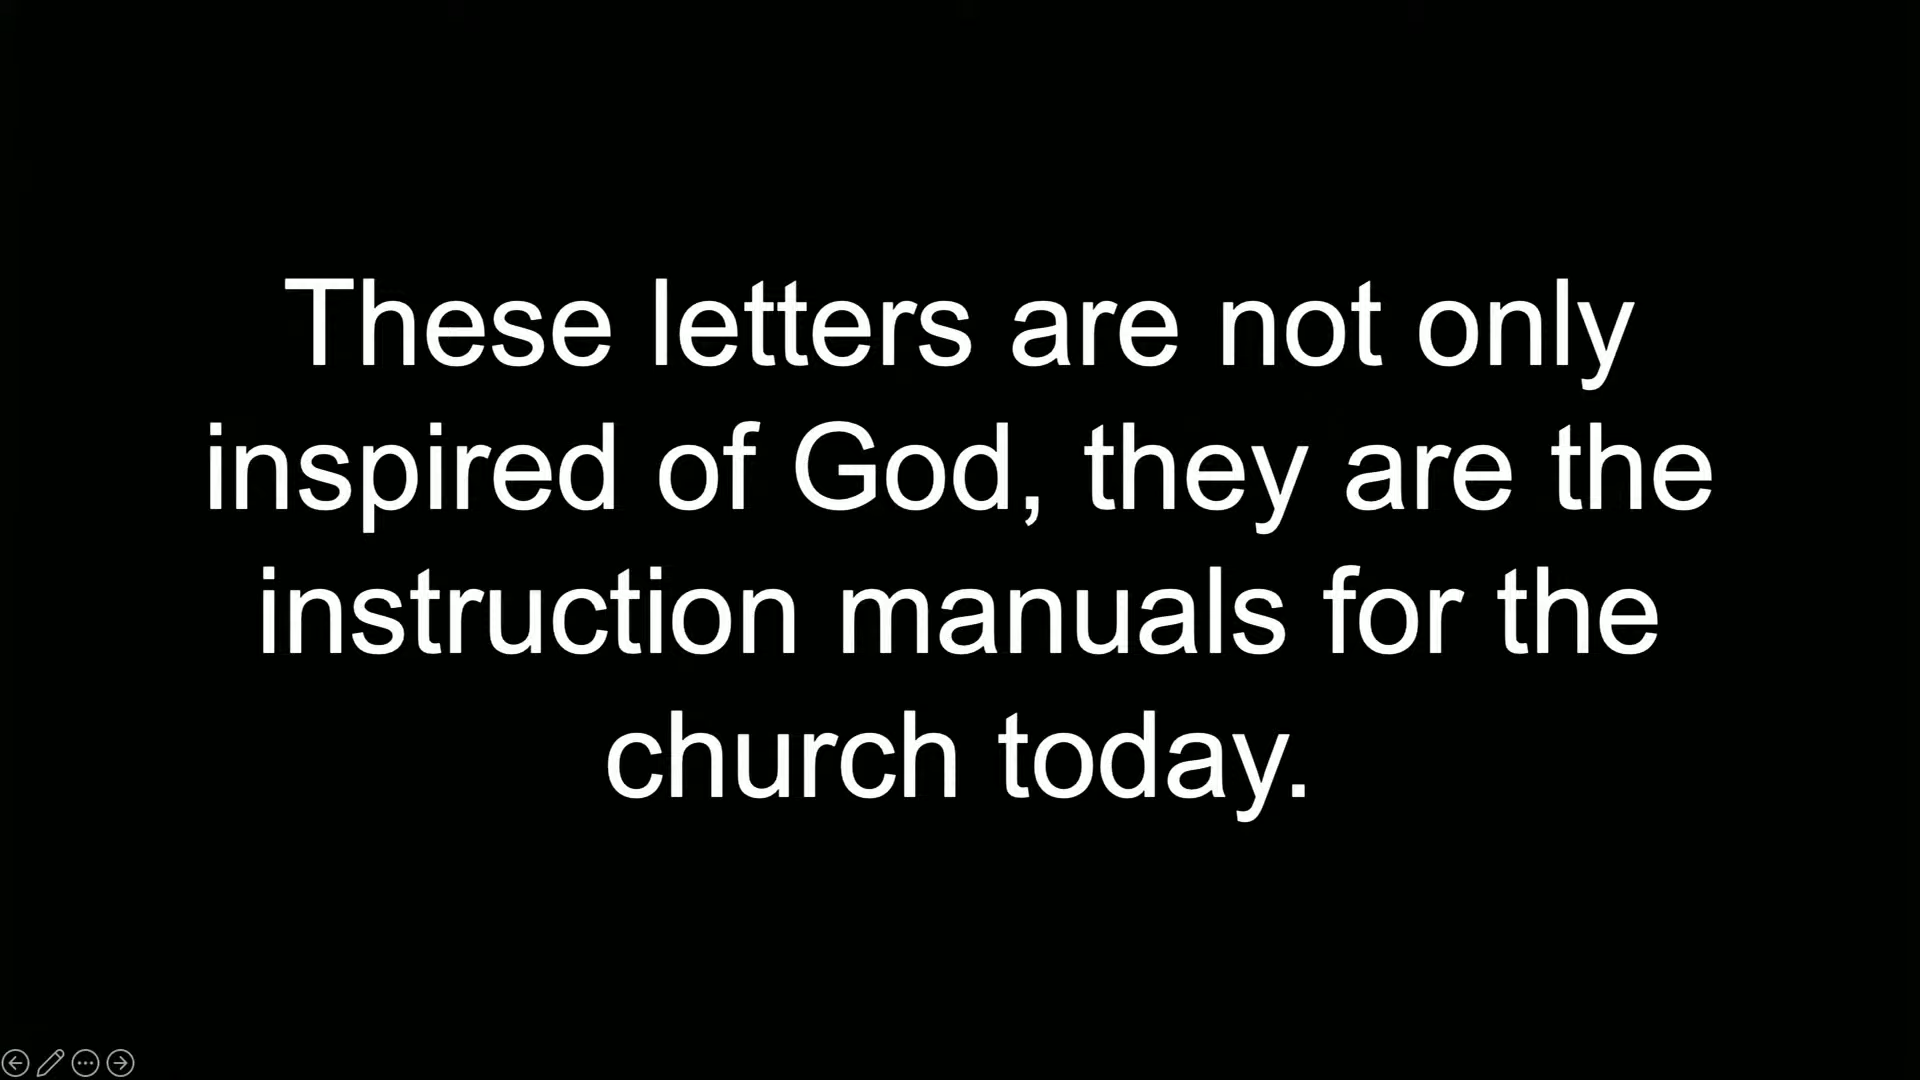 These letters are not only
inspired of God, they are the
instruction manuals for the
church today.